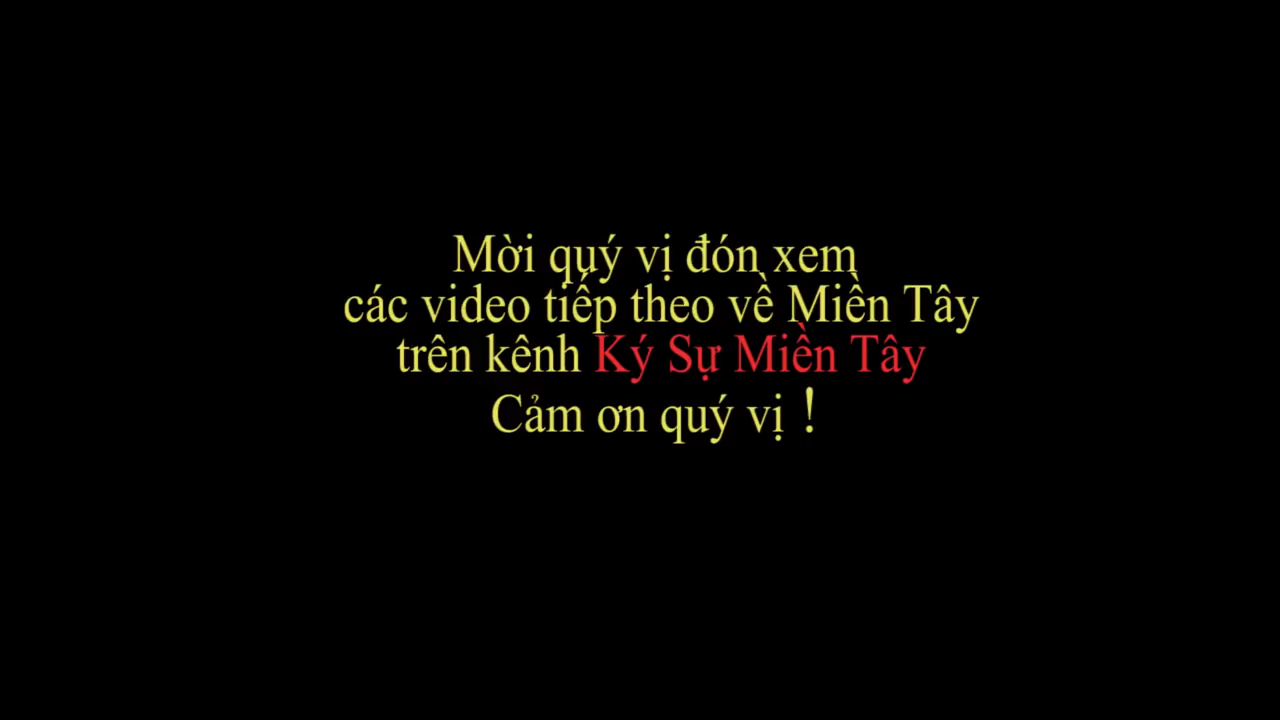 Mời quý vị đón xem
các video tiếp theo về Miền Tây
trên kênh Ký Sự Miền Tây
Cảm ơn quý vị !